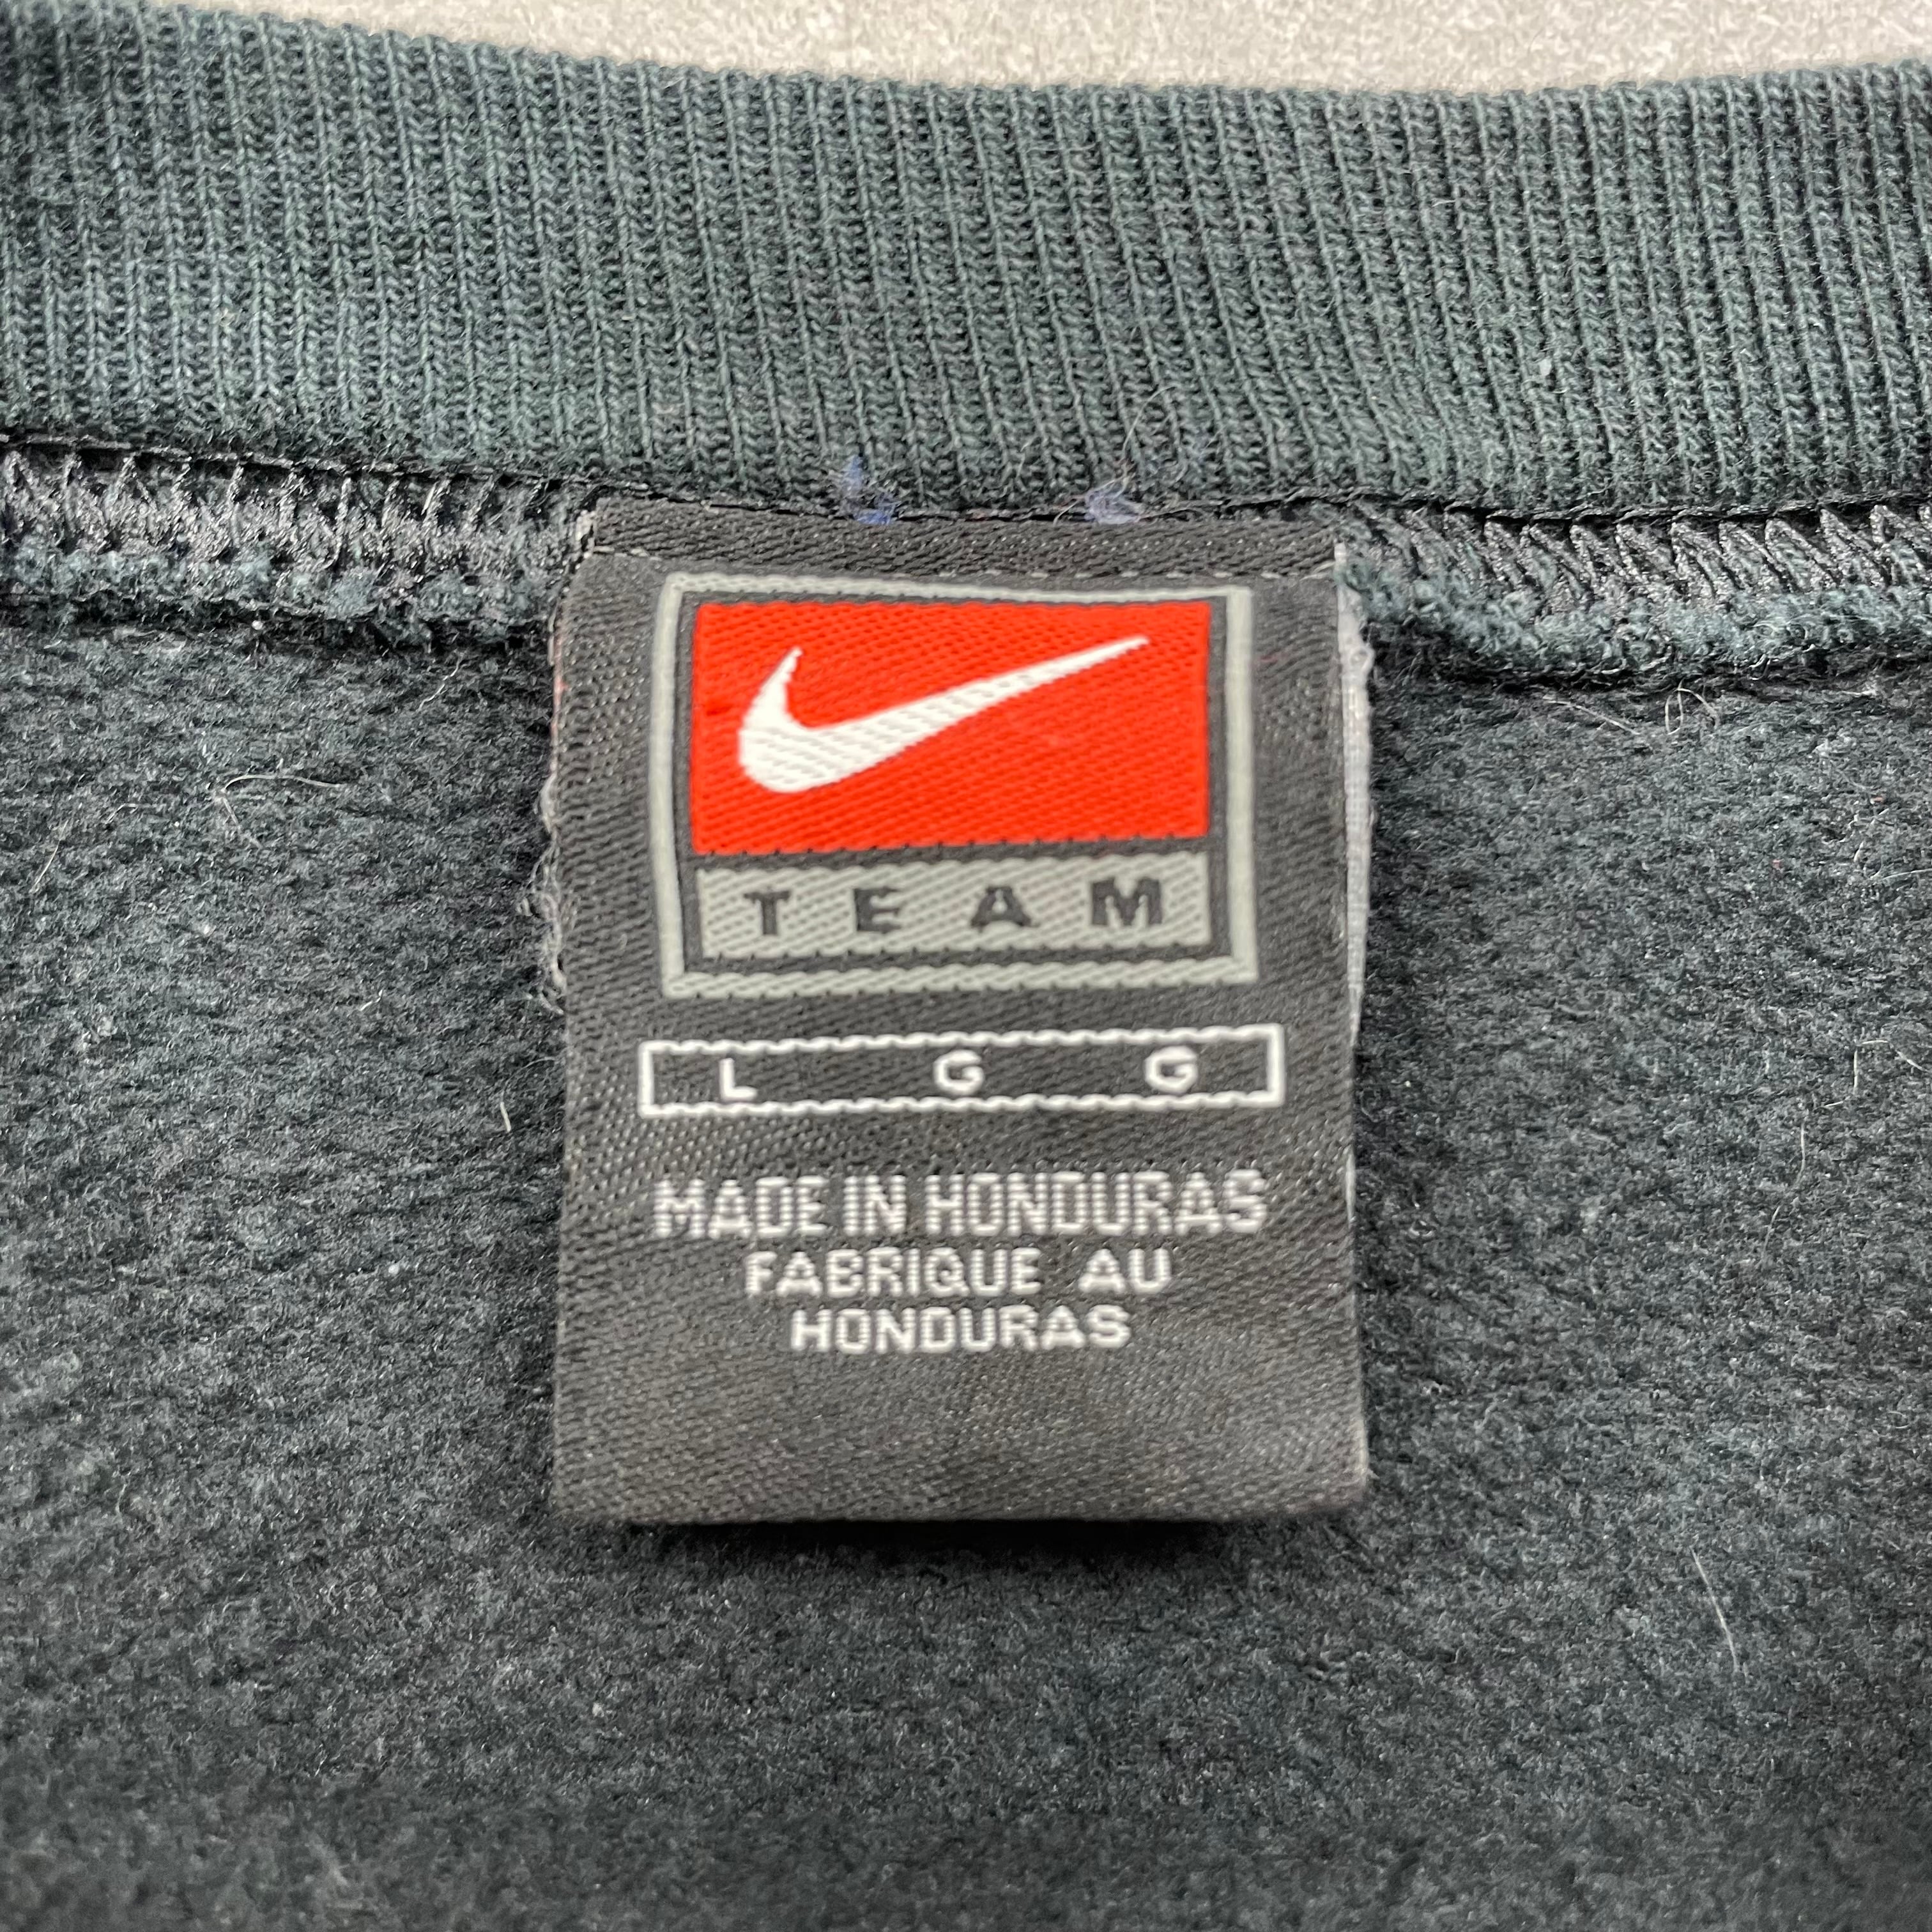 TEAM
L G G
MADE IN HONDURAS
FABRIQUE AU
HONDURAS